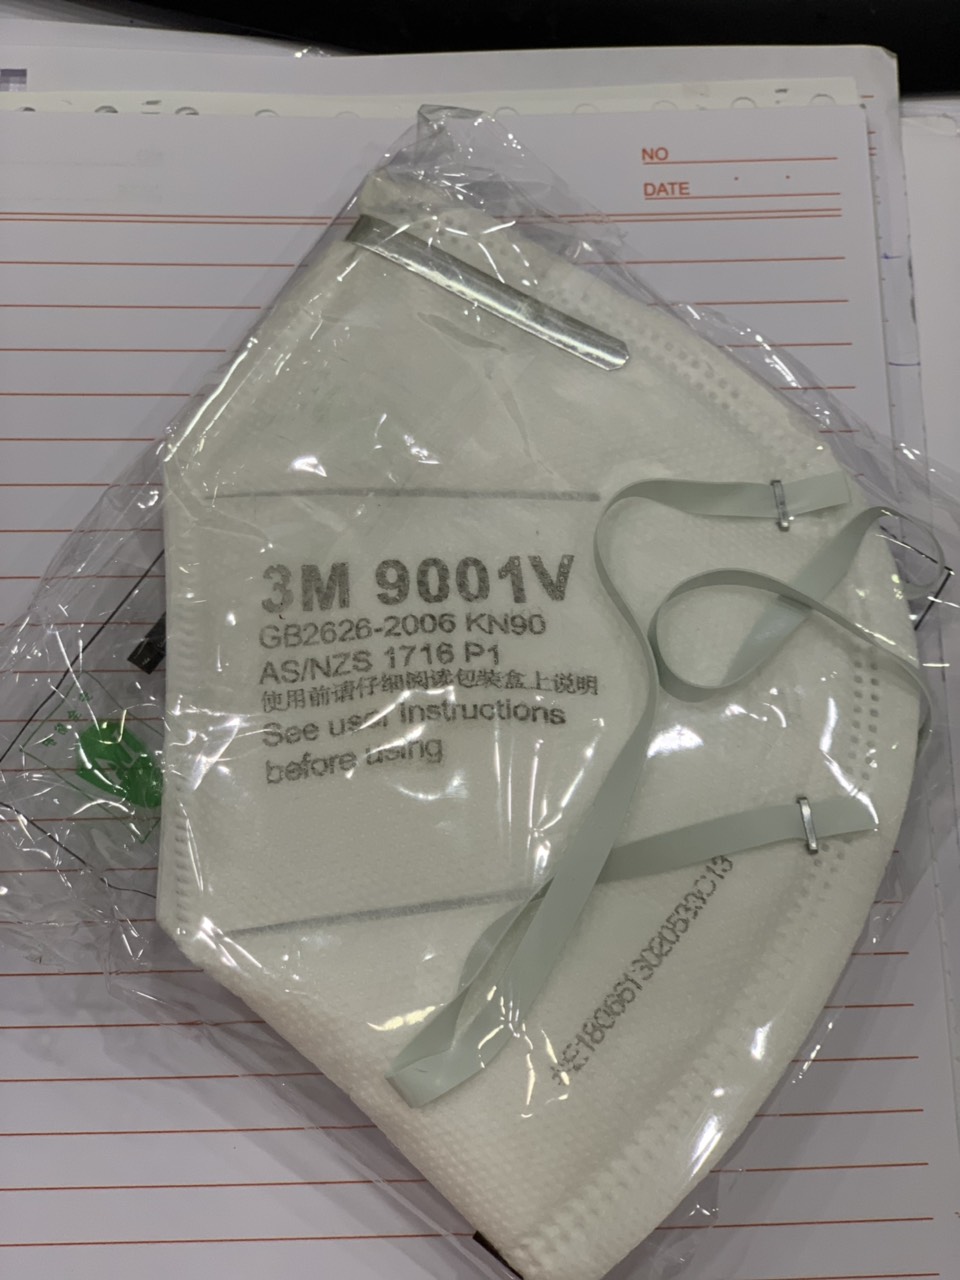 NO
DATE
3M 9001V
GB2626-2006 KN90
AS/NZS 1716 P1
使用前请仔细阅读包装盒上说明
See user instructions
before using